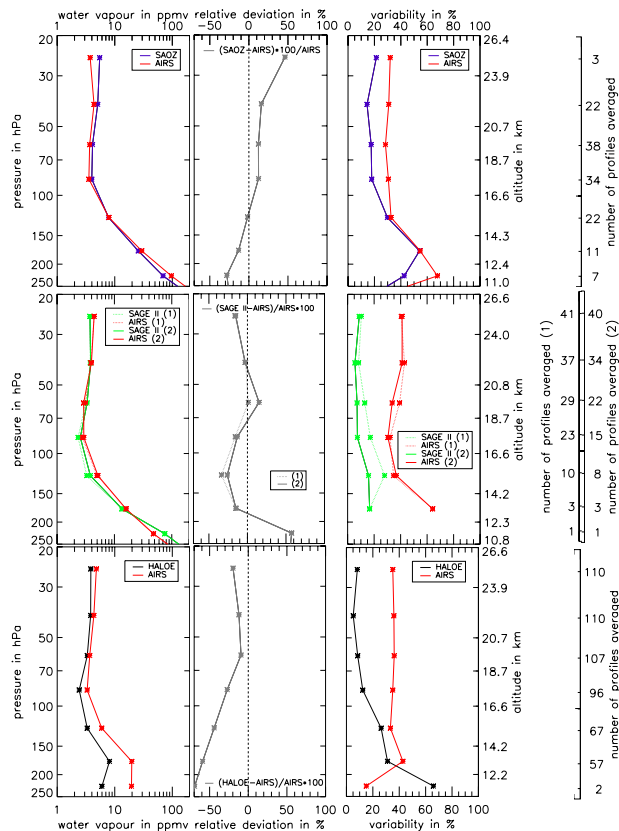 water vapour in ppmv relative deviation in % variability in %
1 10 100 −50 0 50 100 0 20 40 60 80 100
20 26.4
SAOZ
AIRS
(SAOZ−AIRS)*100/AIRS
SAOZ
AIRS
3
30 23.9
22
50 20.7
38
70 18.7
34
100 16.8
22
150 14.3
11
200 12.4
7
250 11.0
pressure in hPa
altitude in km
number of profiles averaged
20 26.6
SAGE II (1)
AIRS (1)
SAGE II (2)
AIRS (2)
(SAGE II−AIRS)/AIRS*100
41 40
30 24.0
37 34
50 20.8
29 22
70 18.7
23 15
SAGE II (1)
AIRS (1)
SAGE II (2)
AIRS (2)
100 16.6
10 8
(1)
(2)
150 14.2
3 3
200 12.3
1 1
250 10.8
pressure in hPa
altitude in km
number of profiles averaged (1)
number of profiles averaged (2)
20 26.6
HALOE
AIRS
HALOE
AIRS
110
30 23.9
110
50 20.7
107
70 18.7
96
100 16.6
67
150 14.2
57
200 12.2
(HALOE−AIRS)/AIRS*100
2
250
pressure in hPa
altitude in km
number of profiles averaged
1 10 100 −50 0 50 100 0 20 40 60 80 100
water vapour in ppmv relative deviation in % variability in %